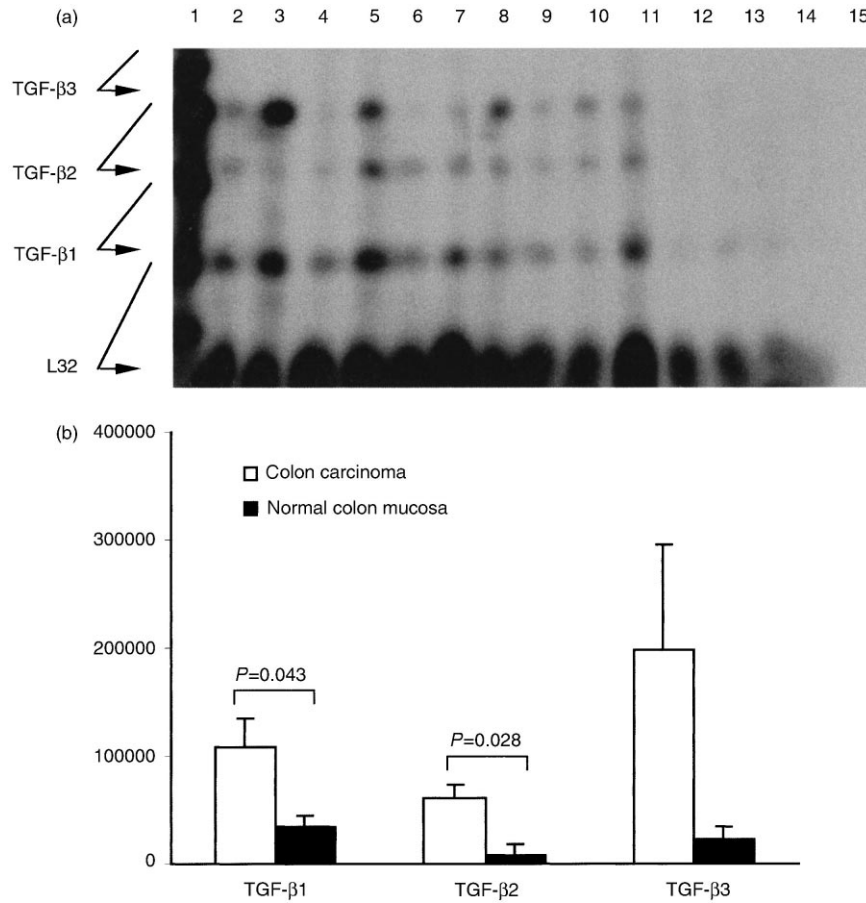 (a) 1 2 3 4 5 6 7 8 9 10 11 12 13 14 15
TGF-β3
TGF-β2
TGF-β1
L32
(b) 400000
Colon carcinoma
Normal colon mucosa
300000
200000
P=0.043
P=0.028
100000
0
TGF-β1 TGF-β2 TGF-β3